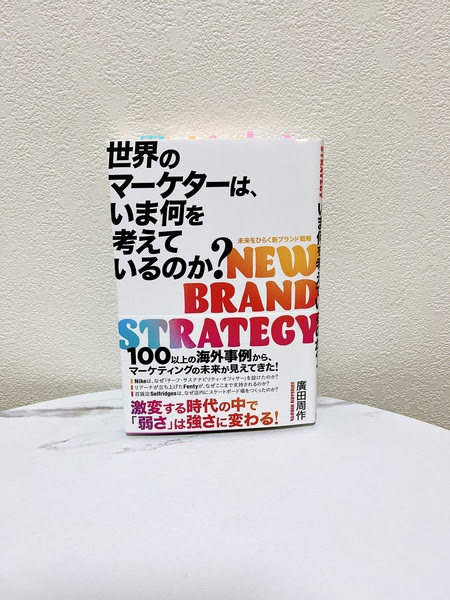 世界の
マーケターは、
いま何を
考えて
いるのか?
未来をひらく新ブランド戦略
NEW
BRAND
STRATEGY
100以上の海外事例から、
マーケティングの未来が見えてきた!
Nikeは、なぜ「チーフ・サステナビリティ・オフィサー」を設けたのか?
リアーナが立ち上げたFentyが、なぜここまで支持されるのか?
百貨店Selfridgesは、なぜ店内にスケートボード場をつくったのか?
廣田周作
SHUSAKU HIROTA
激変する時代の中で
「弱さ」は強さに変わる!